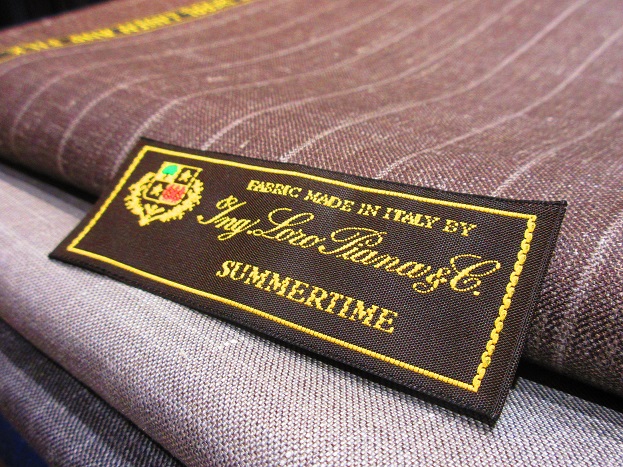 FABRIC MADE IN ITALY BY
Ing. Loro Piana & C.
SUMMERTIME